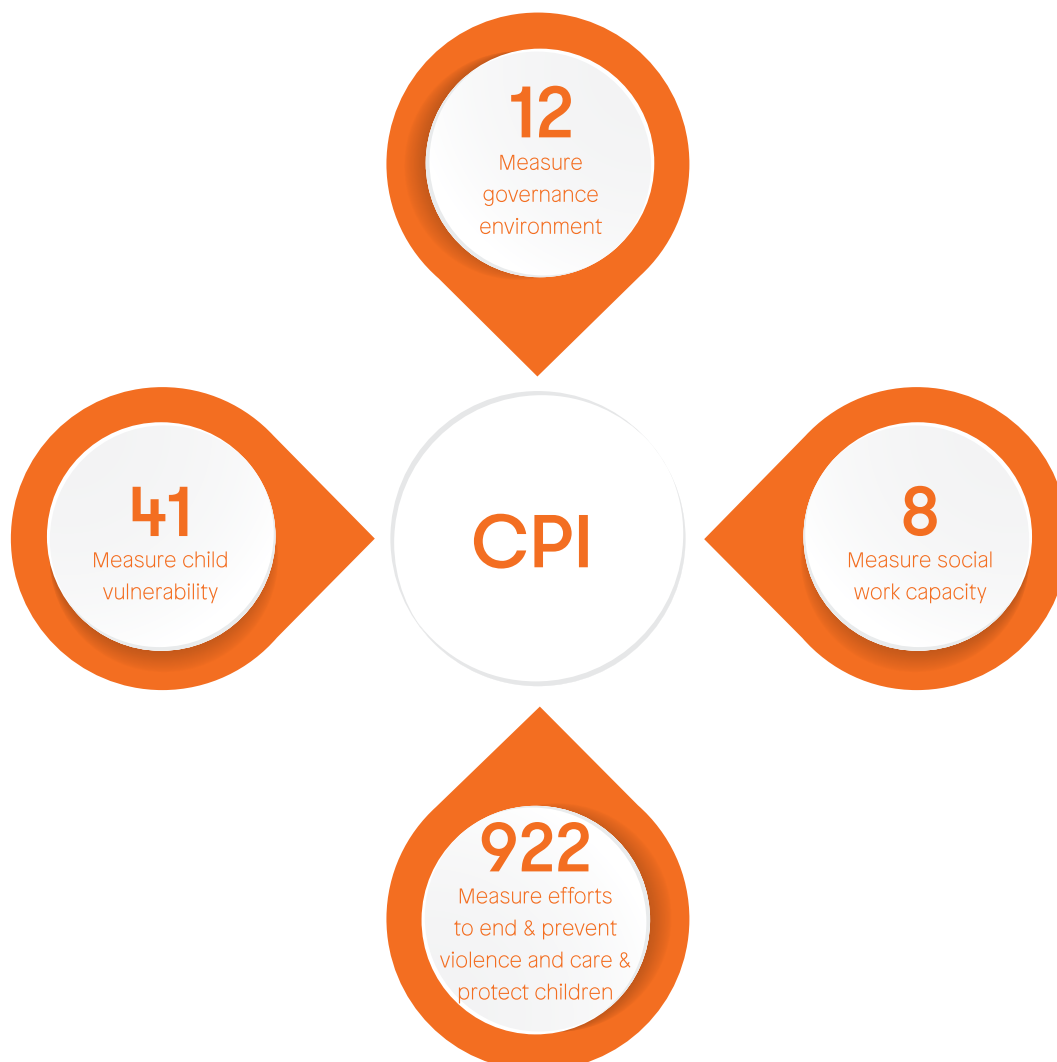 12
Measure
governance
environment
41
Measure child
vulnerability
CPI
8
Measure social
work capacity
922
Measure efforts
to end & prevent
violence and care &
protect children